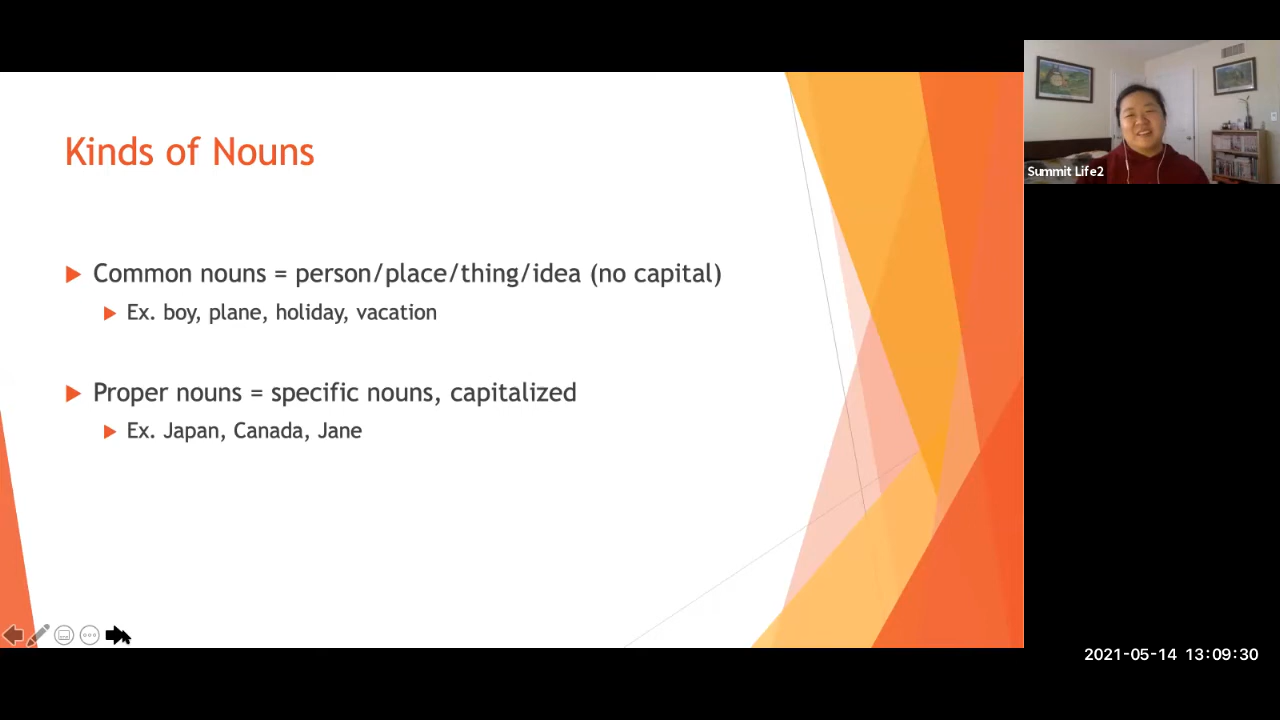 Kinds of Nouns
Common nouns = person/place/thing/idea (no capital)
Ex. boy, plane, holiday, vacation
Proper nouns = specific nouns, capitalized
Ex. Japan, Canada, Jane
Summit Life2
2021-05-14 13:09:30